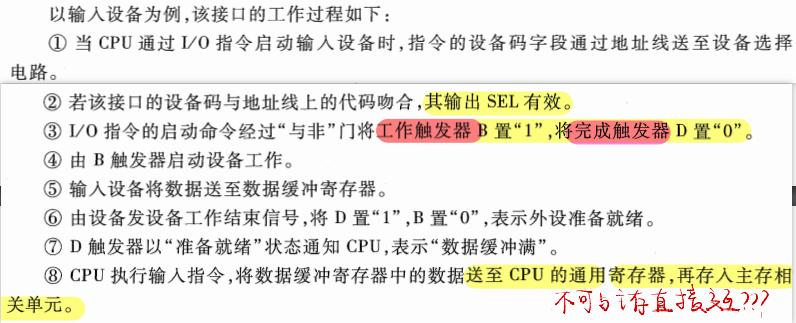 以输入设备为例,该接口的工作过程如下:
① 当 CPU 通过 I/O 指令启动输入设备时,指令的设备码字段通过地址线送至设备选择
电路。
② 若该接口的设备码与地址线上的代码吻合,其输出 SEL 有效。
③ I/O 指令的启动命令经过“与非”门将工作触发器 B 置“1”,将完成触发器 D 置“0”。
④ 由 B 触发器启动设备工作。
⑤ 输入设备将数据送至数据缓冲寄存器。
⑥ 由设备发设备工作结束信号,将 D 置“1”,B 置“0”,表示外设准备就绪。
⑦ D 触发器以“准备就绪”状态通知 CPU,表示“数据缓冲满”。
⑧ CPU 执行输入指令,将数据缓冲寄存器中的数据送至 CPU 的通用寄存器,再存入主存相
关单元。
不可与主存直接交互???